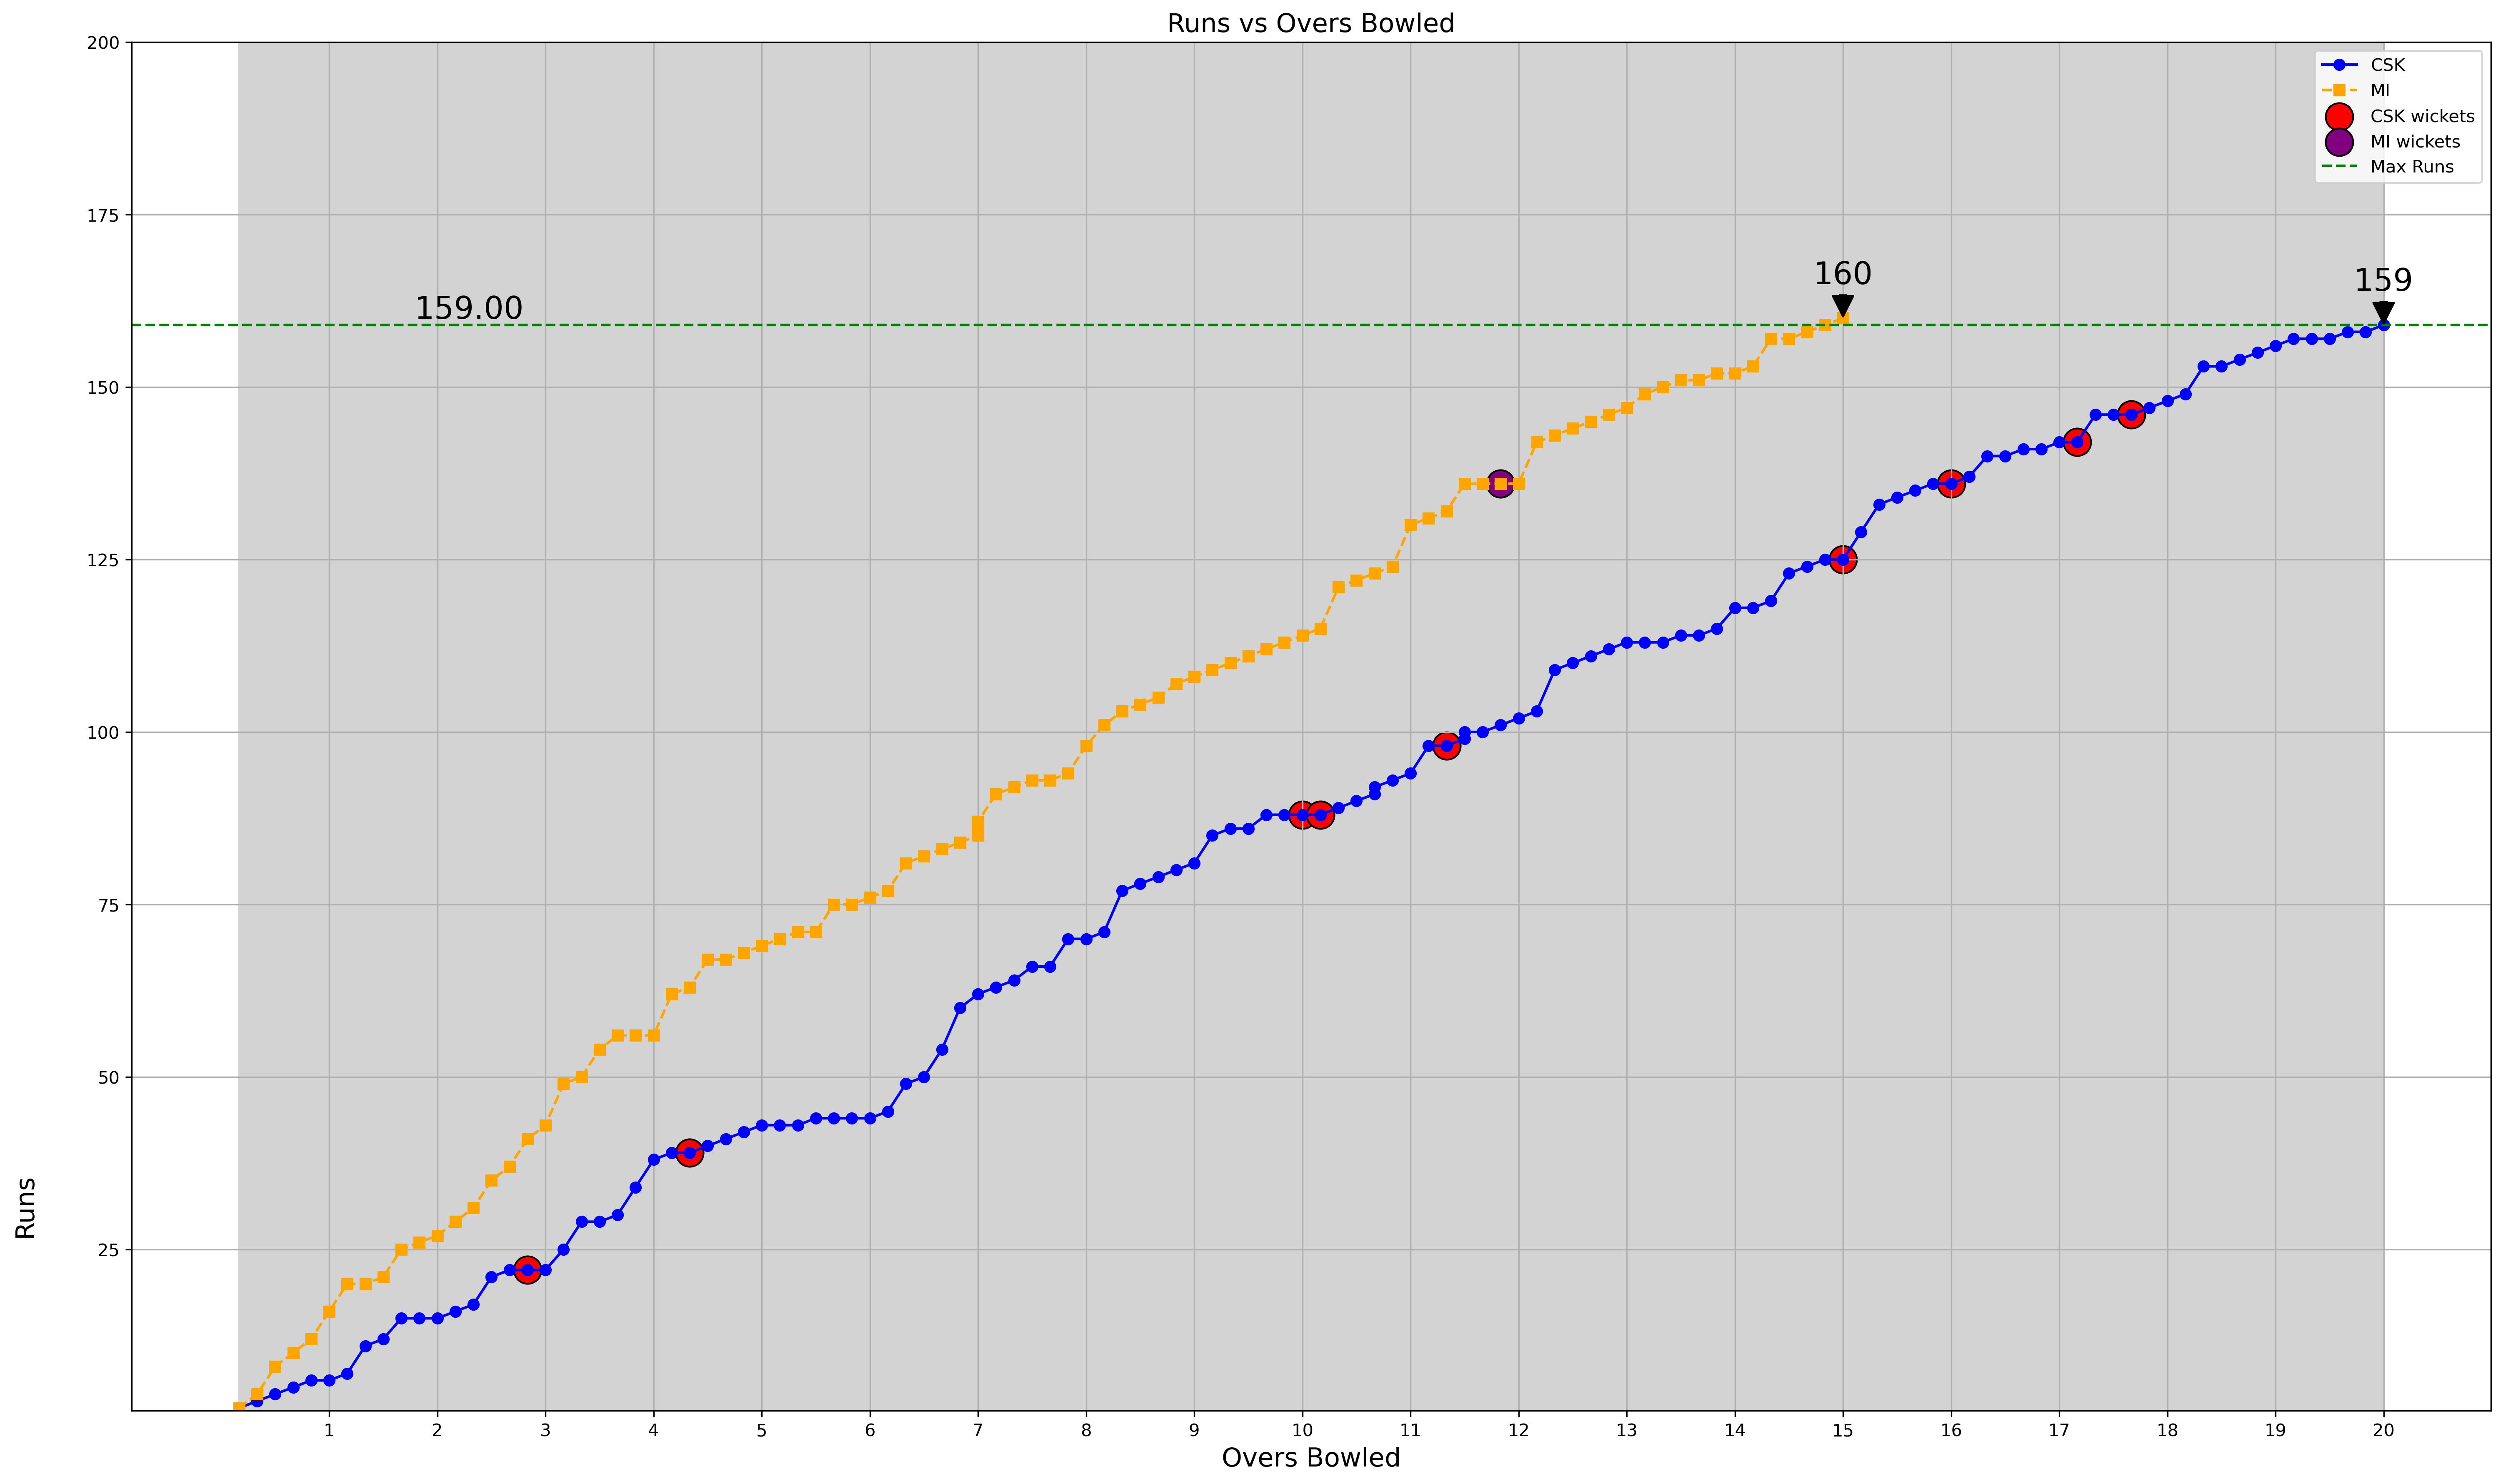 Runs vs Overs Bowled
200
175
150
125
100
75
50
25
Runs
CSK
MI
CSK wickets
MI wickets
Max Runs
159.00
160
159
1 2 3 4 5 6 7 8 9 10 11 12 13 14 15 16 17 18 19 20
Overs Bowled